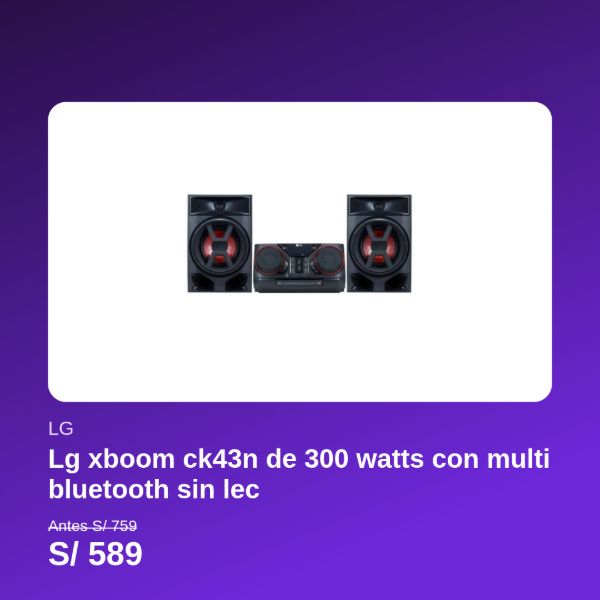 LG
Lg xboom ck43n de 300 watts con multi
bluetooth sin lec
Antes S/ 759
S/ 589